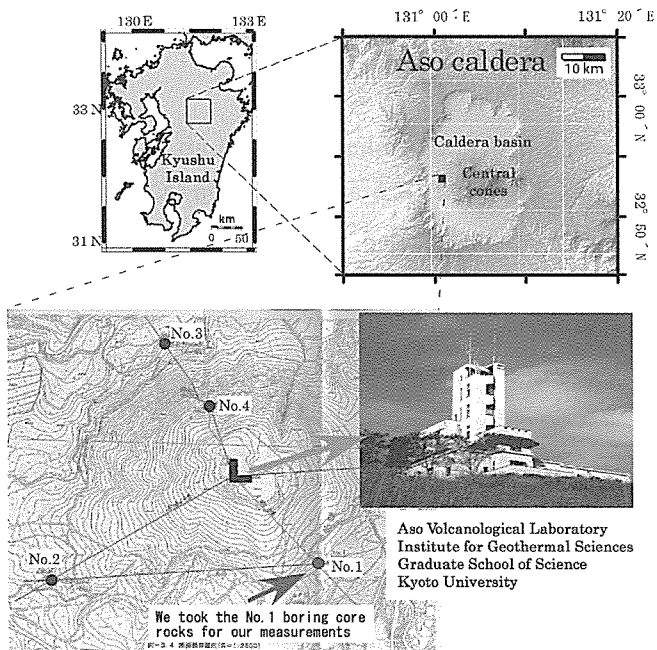 130 E
133 E
33 N
31 N
Kyushu
Island
km
0 50
131° 00´E
131° 20´E
Aso caldera
10 km
33° 00´N
32° 50´N
Caldera basin
Central
cones
No.3
No.4
No.2
No.1
We took the No.1 boring core
rocks for our measurements
Aso Volcanological Laboratory
Institute for Geothermal Sciences
Graduate School of Science
Kyoto University